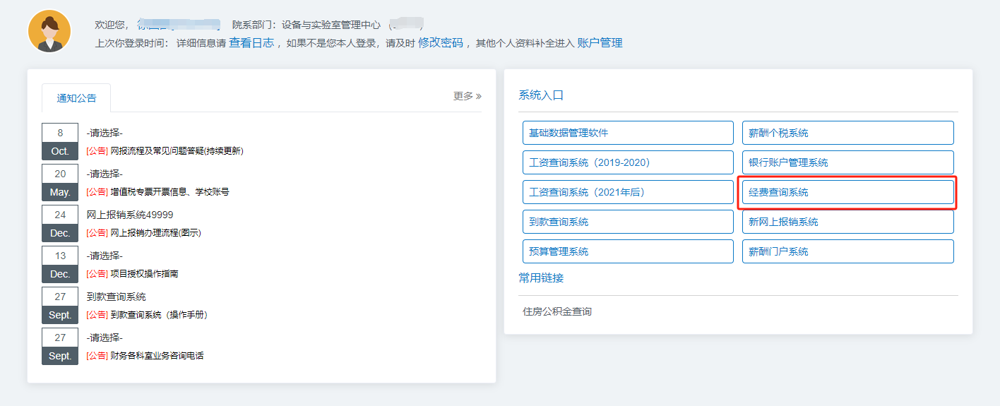 欢迎您， 院系部门：设备与实验室管理中心 （ ）
上次你登录时间： 详细信息请 查看日志 ，如果不是您本人登录，请及时 修改密码 ，其他个人资料补全进入 账户管理
通知公告
更多 »
8
Oct.
-请选择-
[公告] 网报流程及常见问题答疑(持续更新)
20
May.
-请选择-
[公告] 增值税专票开票信息、学校账号
24
Dec.
网上报销系统49999
[公告] 网上报销办理流程(图示)
13
Dec.
-请选择-
[公告] 项目授权操作指南
27
Sept.
到款查询系统
[公告] 到款查询系统（操作手册）
27
Sept.
-请选择-
[公告] 财务各科室业务咨询电话
系统入口
基础数据管理软件
薪酬个税系统
工资查询系统（2019-2020）
银行账户管理系统
工资查询系统（2021年后）
经费查询系统
到款查询系统
新网上报销系统
预算管理系统
薪酬门户系统
常用链接
住房公积金查询